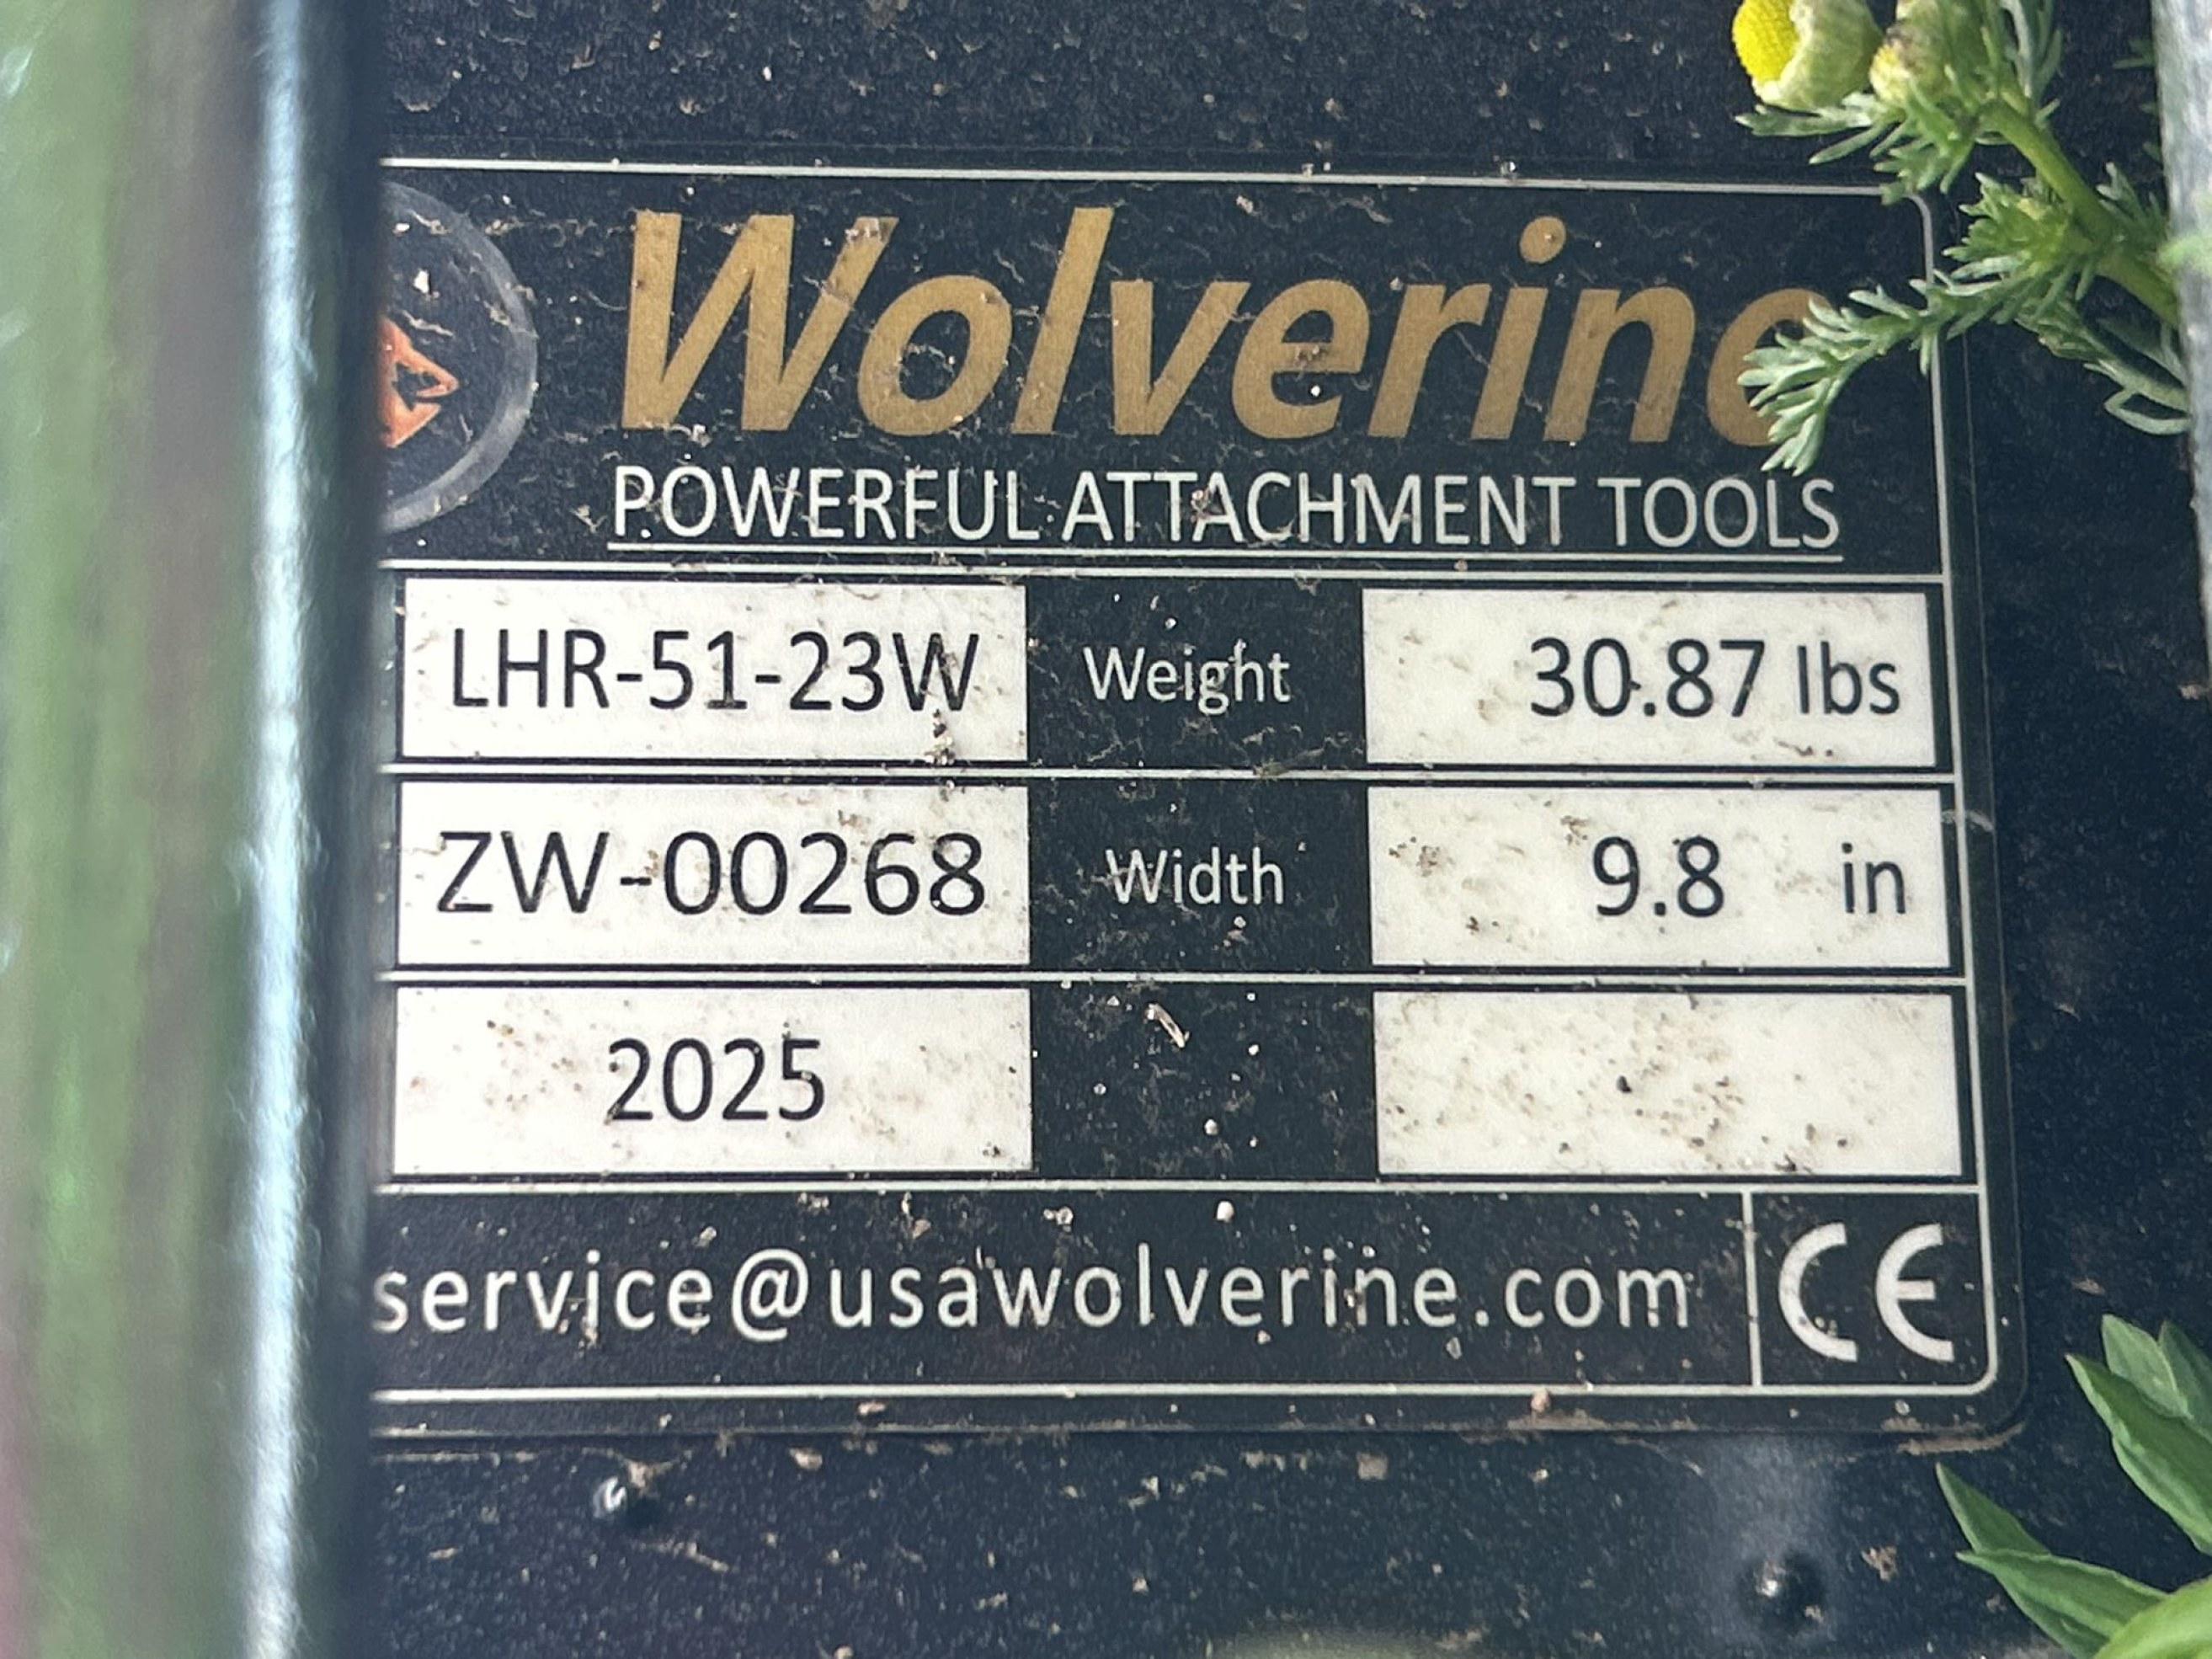 Wolverine
POWERFUL ATTACHMENT TOOLS
LHR-51-23W Weight 30.87 lbs
ZW-00268 Width 9.8 in
2025
service@usawolverine.com CE